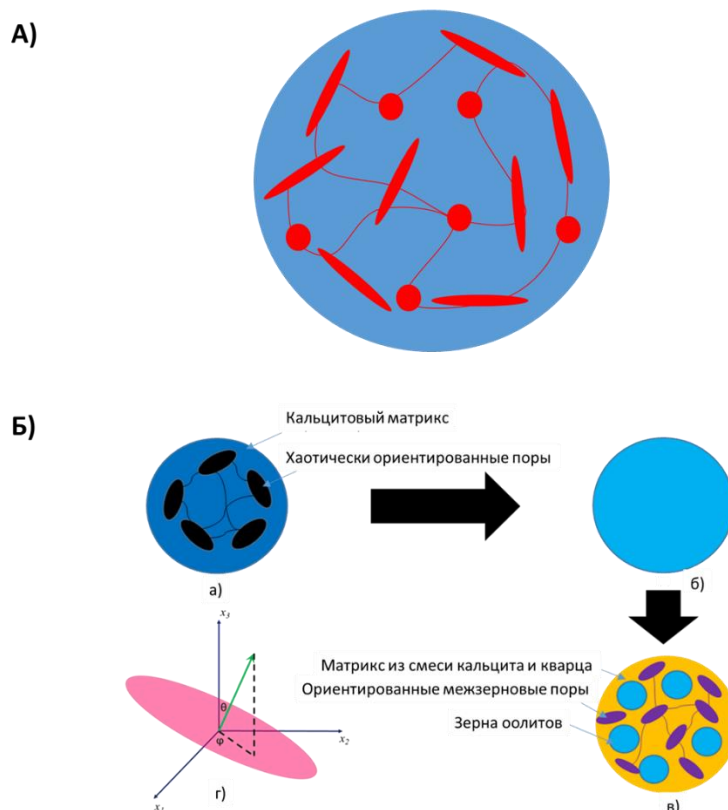 А)
Б)
Кальцитовый матрикс
Хаотически ориентированные поры
а)
б)
x3
Матрикс из смеси кальцита и кварца
Ориентированные межзерновые поры
Зерна оолитов
θ
φ
x2
x1
г)
в)